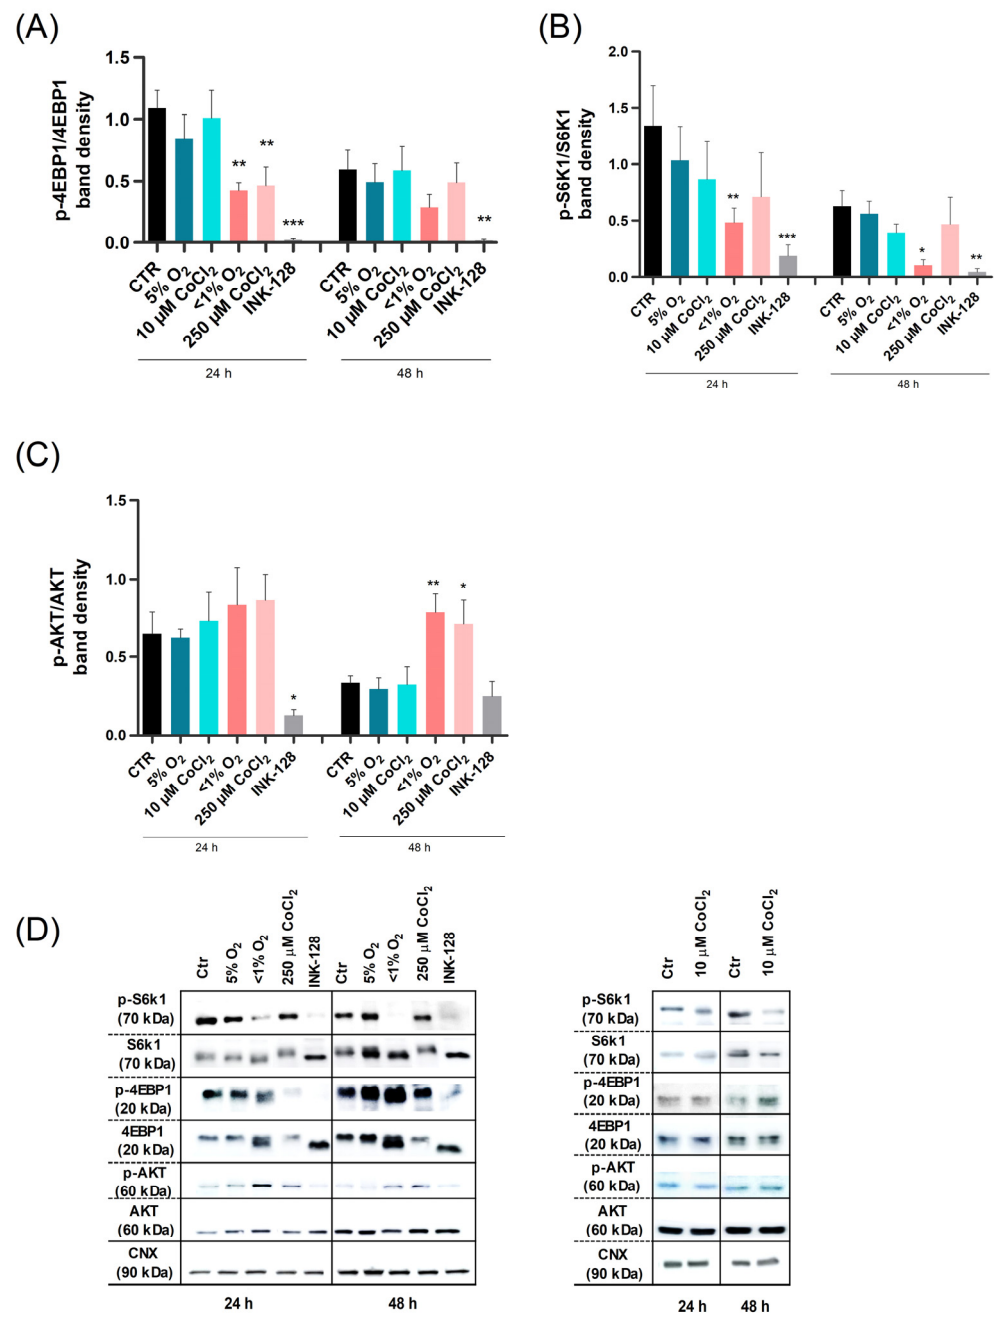 (A)
p-4EBP1/4EBP1
band density
1.5
1.0
0.5
0.0
** ** *** **
CTR
5% O2
10 µM CoCl2
<1% O2
250 µM CoCl2
INK-128
CTR
5% O2
10 µM CoCl2
<1% O2
250 µM CoCl2
INK-128
24 h 48 h
(B)
p-S6K1/S6K1
band density
2.0
1.5
1.0
0.5
0.0
** *** * **
CTR
5% O2
10 µM CoCl2
<1% O2
250 µM CoCl2
INK-128
CTR
5% O2
10 µM CoCl2
<1% O2
250 µM CoCl2
INK-128
24 h 48 h
(C)
p-AKT/AKT
band density
1.5
1.0
0.5
0.0
* ** *
CTR
5% O2
10 µM CoCl2
<1% O2
250 µM CoCl2
INK-128
CTR
5% O2
10 µM CoCl2
<1% O2
250 µM CoCl2
INK-128
24 h 48 h
(D)
Ctr
5% O2
<1% O2
250 µM CoCl2
INK-128
Ctr
5% O2
<1% O2
250 µM CoCl2
INK-128
p-S6k1
(70 kDa)
S6k1
(70 kDa)
p-4EBP1
(20 kDa)
4EBP1
(20 kDa)
p-AKT
(60 kDa)
AKT
(60 kDa)
CNX
(90 kDa)
24 h 48 h
Ctr
10 µM CoCl2
Ctr
10 µM CoCl2
p-S6k1
(70 kDa)
S6k1
(70 kDa)
p-4EBP1
(20 kDa)
4EBP1
(20 kDa)
p-AKT
(60 kDa)
AKT
(60 kDa)
CNX
(90 kDa)
24 h 48 h